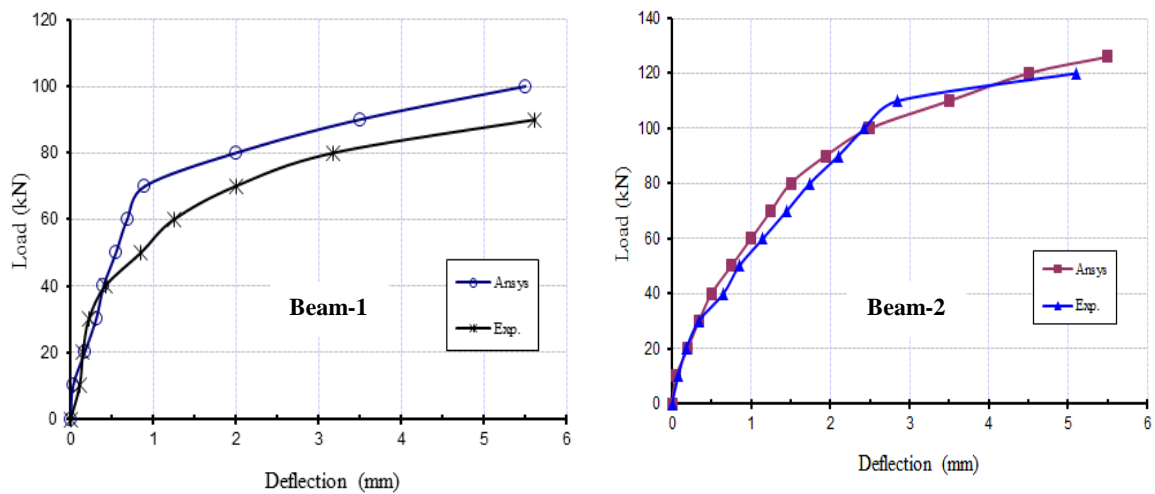 120
100
80
60
40
20
0
0 1 2 3 4 5 6
Load (kN)
Deflection (mm)
Ansys
Exp.
Beam-1
140
120
100
80
60
40
20
0
0 1 2 3 4 5 6
Load (kN)
Deflection (mm)
Ansys
Exp.
Beam-2